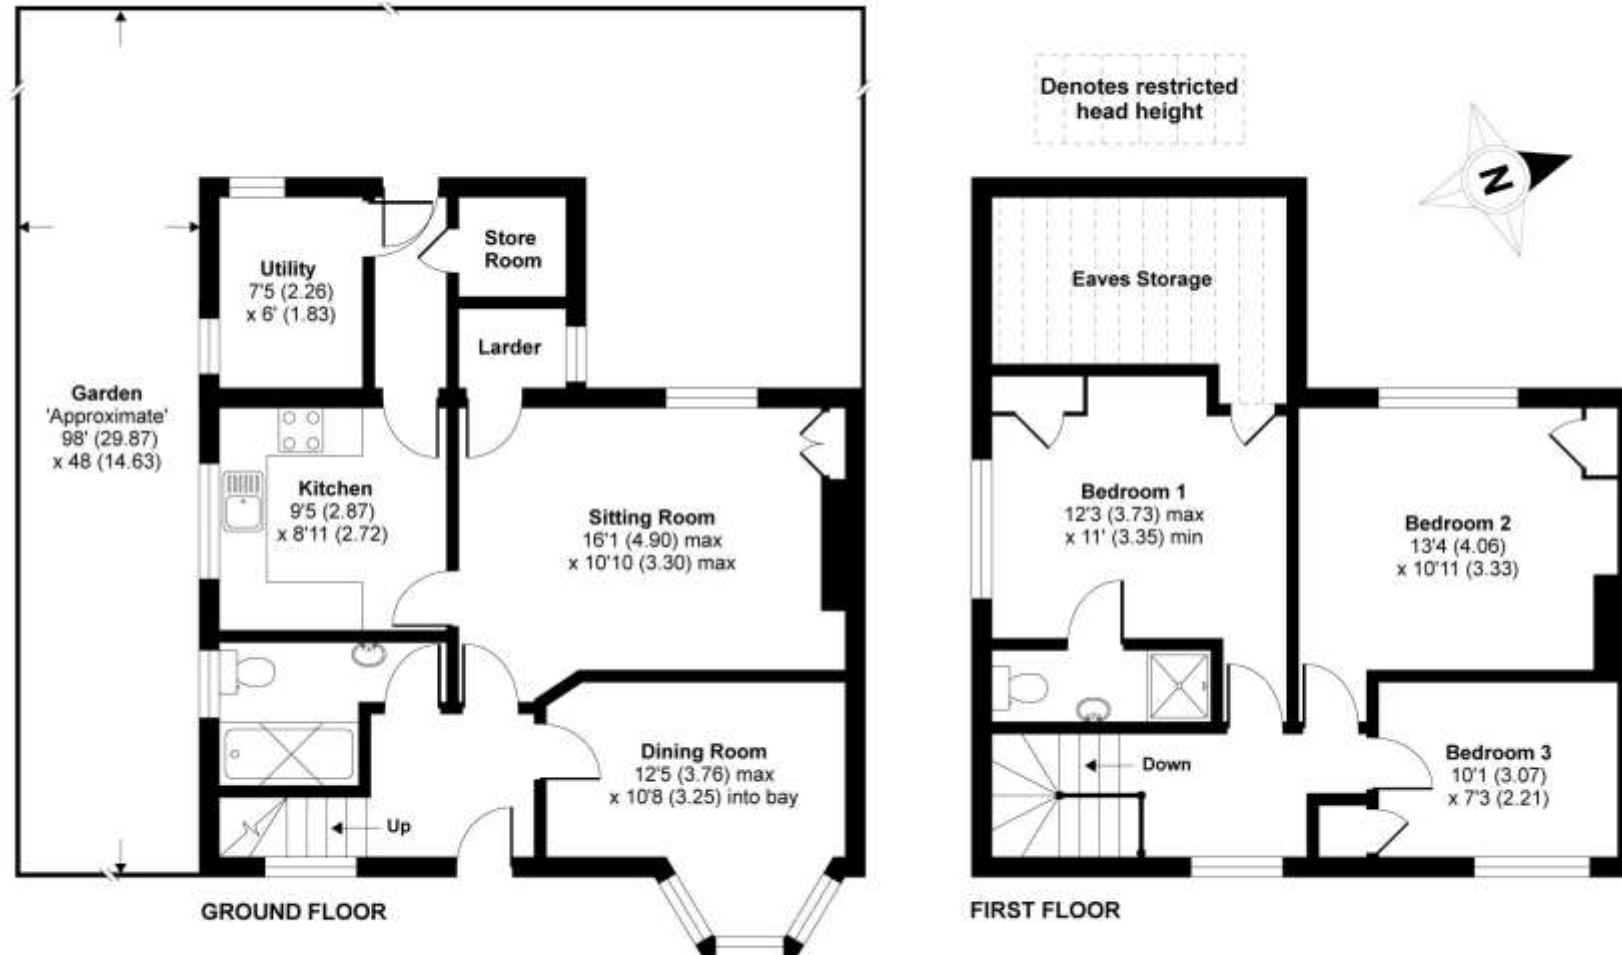 Denotes restricted
head height
N
Store
Room
Utility
7'5 (2.26)
x 6' (1.83)
Larder
Garden
'Approximate'
98' (29.87)
x 48 (14.63)
Kitchen
9'5 (2.87)
x 8'11 (2.72)
Sitting Room
16'1 (4.90) max
x 10'10 (3.30) max
Dining Room
12'5 (3.76) max
x 10'8 (3.25) into bay
Up
GROUND FLOOR
Eaves Storage
Bedroom 1
12'3 (3.73) max
x 11' (3.35) min
Bedroom 2
13'4 (4.06)
x 10'11 (3.33)
Down
Bedroom 3
10'1 (3.07)
x 7'3 (2.21)
FIRST FLOOR